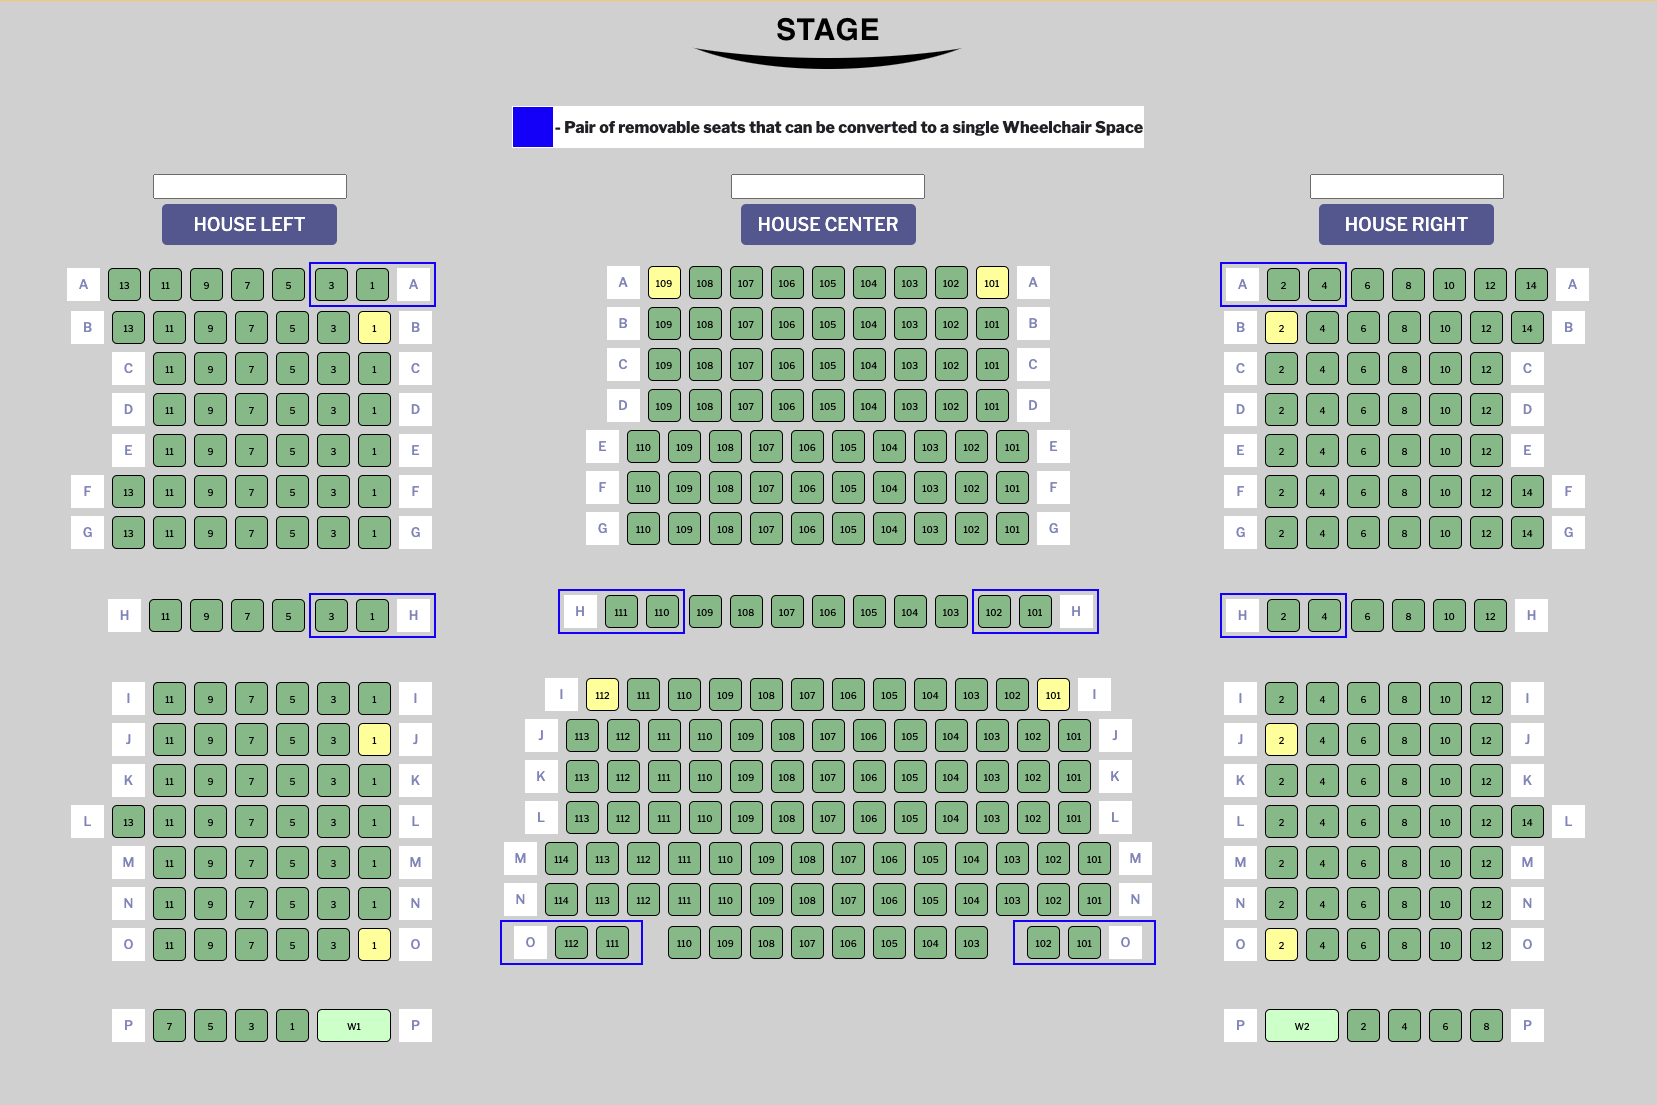 STAGE
- Pair of removable seats that can be converted to a single Wheelchair Space
HOUSE LEFT
A 13 11 9 7 5 3 1 A
B 13 11 9 7 5 3 1 B
C 11 9 7 5 3 1 C
D 11 9 7 5 3 1 D
E 11 9 7 5 3 1 E
F 13 11 9 7 5 3 1 F
G 13 11 9 7 5 3 1 G
H 11 9 7 5 3 1 H
I 11 9 7 5 3 1 I
J 11 9 7 5 3 1 J
K 11 9 7 5 3 1 K
L 13 11 9 7 5 3 1 L
M 11 9 7 5 3 1 M
N 11 9 7 5 3 1 N
O 11 9 7 5 3 1 O
P 7 5 3 1 W1 P
HOUSE CENTER
A 109 108 107 106 105 104 103 102 101 A
B 109 108 107 106 105 104 103 102 101 B
C 109 108 107 106 105 104 103 102 101 C
D 109 108 107 106 105 104 103 102 101 D
E 110 109 108 107 106 105 104 103 102 101 E
F 110 109 108 107 106 105 104 103 102 101 F
G 110 109 108 107 106 105 104 103 102 101 G
H 111 110 109 108 107 106 105 104 103 102 101 H
I 112 111 110 109 108 107 106 105 104 103 102 101 I
J 113 112 111 110 109 108 107 106 105 104 103 102 101 J
K 113 112 111 110 109 108 107 106 105 104 103 102 101 K
L 113 112 111 110 109 108 107 106 105 104 103 102 101 L
M 114 113 112 111 110 109 108 107 106 105 104 103 102 101 M
N 114 113 112 111 110 109 108 107 106 105 104 103 102 101 N
O 112 111 110 109 108 107 106 105 104 103 102 101 O
HOUSE RIGHT
A 2 4 6 8 10 12 14 A
B 2 4 6 8 10 12 14 B
C 2 4 6 8 10 12 C
D 2 4 6 8 10 12 D
E 2 4 6 8 10 12 E
F 2 4 6 8 10 12 14 F
G 2 4 6 8 10 12 14 G
H 2 4 6 8 10 12 H
I 2 4 6 8 10 12 I
J 2 4 6 8 10 12 J
K 2 4 6 8 10 12 K
L 2 4 6 8 10 12 14 L
M 2 4 6 8 10 12 M
N 2 4 6 8 10 12 N
O 2 4 6 8 10 12 O
P W2 2 4 6 8 P